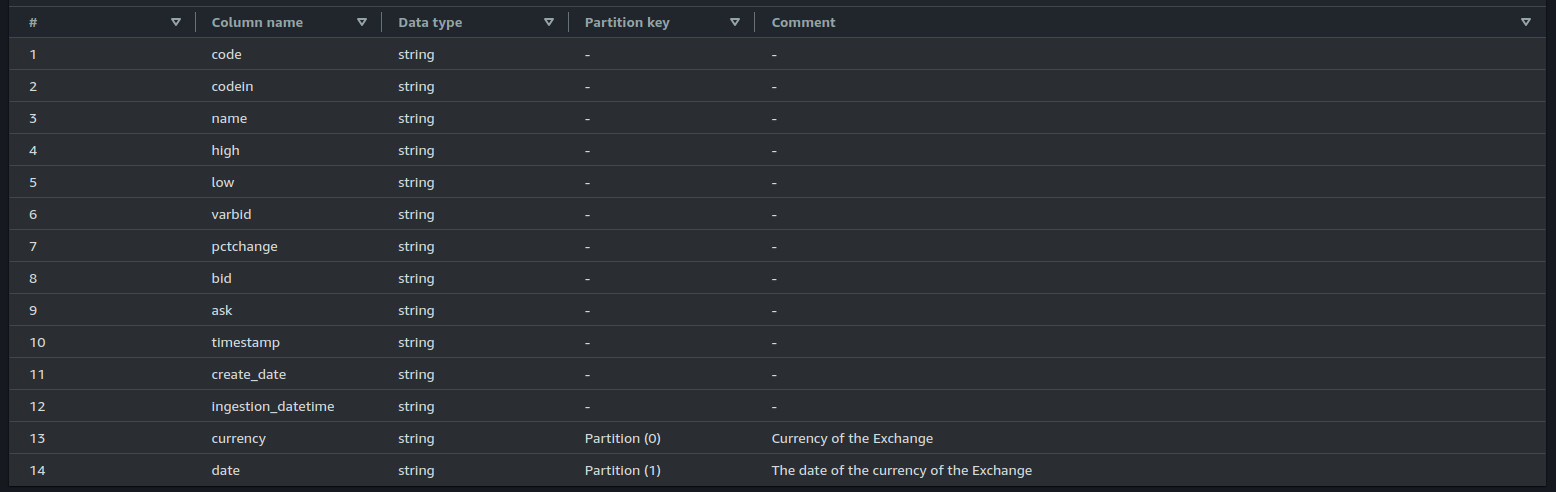 # Column name Data type Partition key Comment
1 code string - -
2 codein string - -
3 name string - -
4 high string - -
5 low string - -
6 varbid string - -
7 pctchange string - -
8 bid string - -
9 ask string - -
10 timestamp string - -
11 create_date string - -
12 ingestion_datetime string - -
13 currency string Partition (0) Currency of the Exchange
14 date string Partition (1) The date of the currency of the Exchange